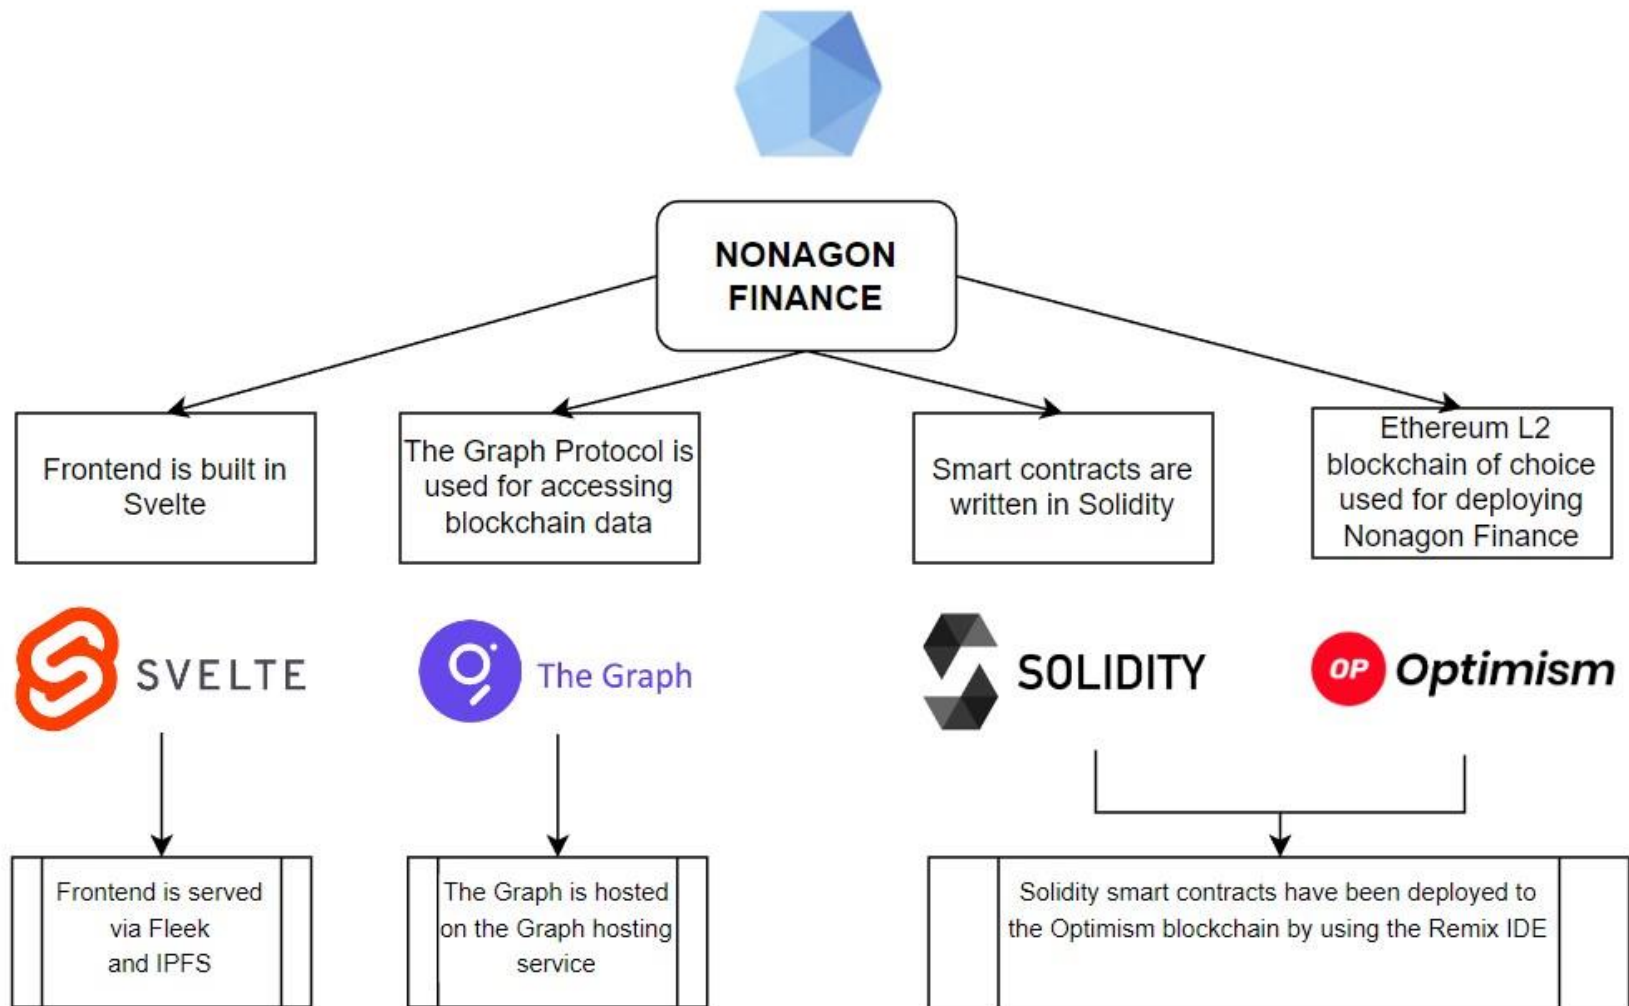 NONAGON
FINANCE
Frontend is built in
Svelte
The Graph Protocol is
used for accessing
blockchain data
Smart contracts are
written in Solidity
Ethereum L2
blockchain of choice
used for deploying
Nonagon Finance
SVELTE
The Graph
SOLIDITY
OP Optimism
Frontend is served
via Fleek
and IPFS
The Graph is hosted
on the Graph hosting
service
Solidity smart contracts have been deployed to
the Optimism blockchain by using the Remix IDE